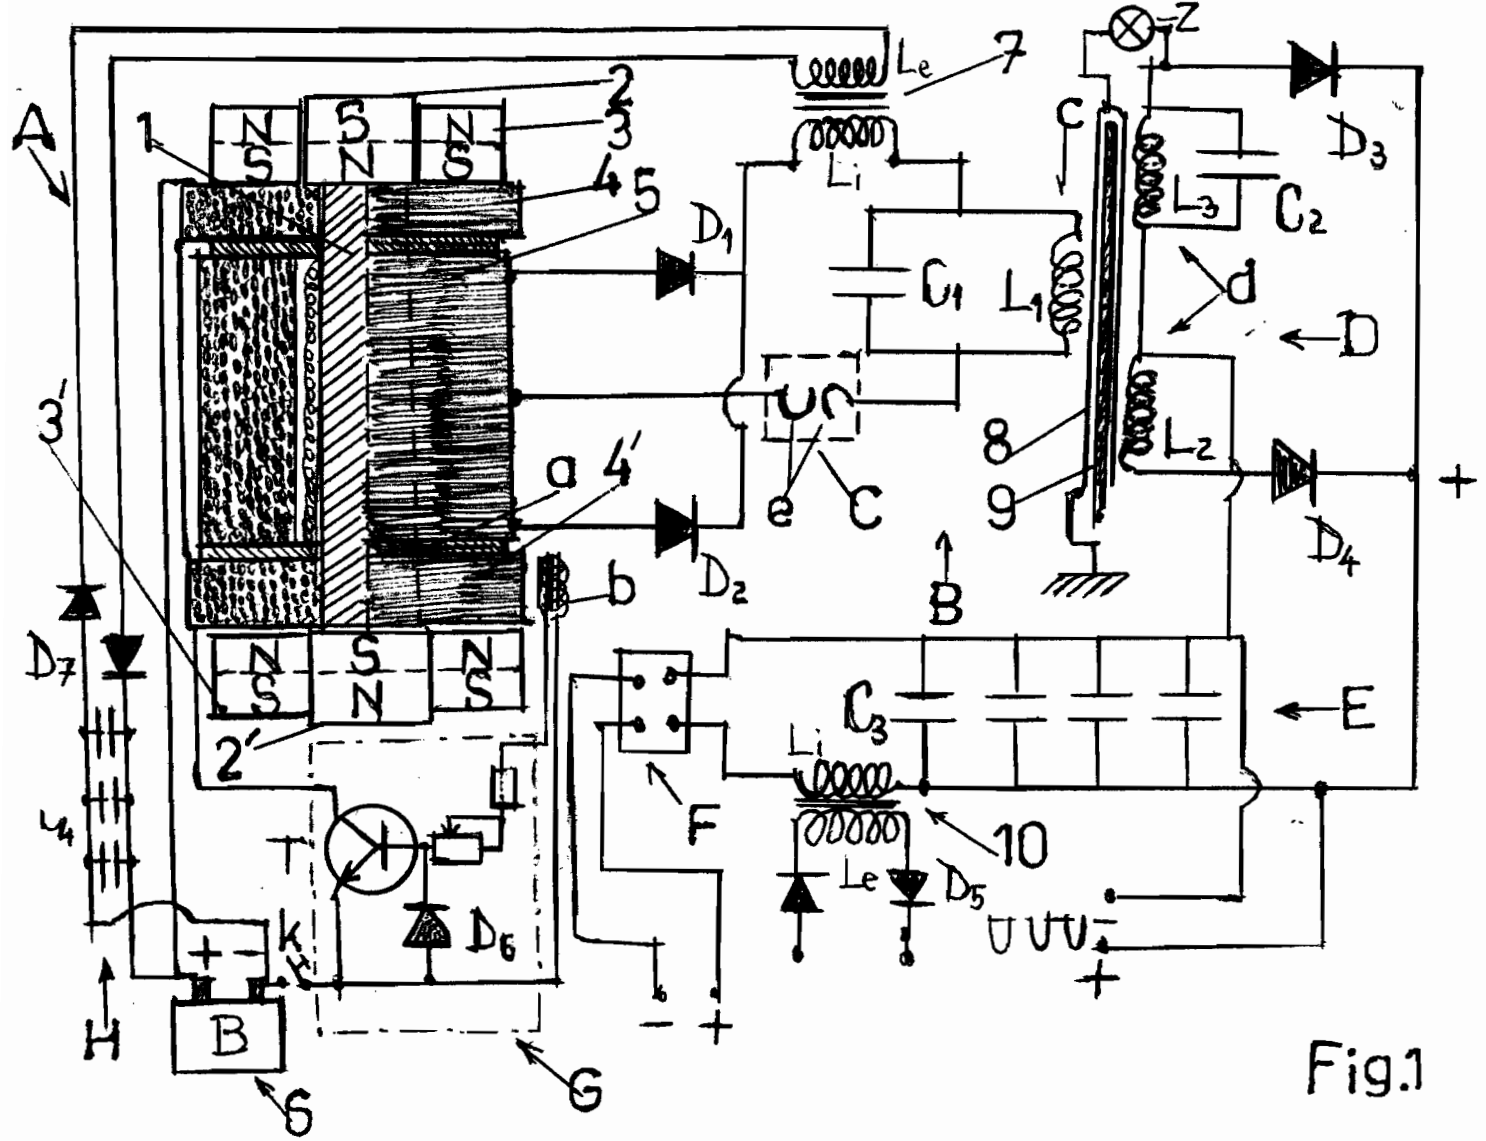 Z
Le 7
2
A 1 N S N 3 C D3
S N S Li
4 5 L3 C2
D1
C1 L1 d
D
3'
a 4' e C 8 L2 +
9
D2 D4
b B
D7 N S N
S N S C3 E
2' Li
F
C4 T 10
Le D5
K D6 U U U -
+ - +
H B - +
G Fig.1
6